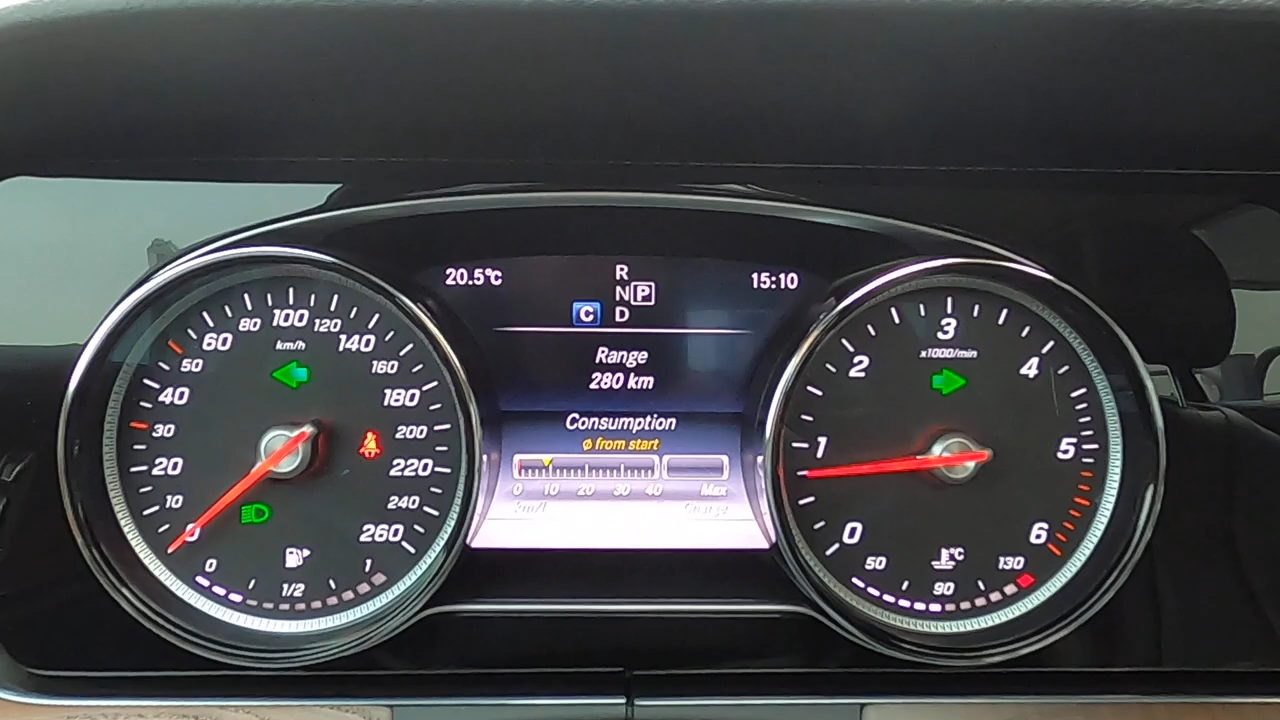 20.5°C
R
N P
C D
15:10
Range
280 km
Consumption
ø from start
0 10 20 30 40 Max
km/l Charge
0
10
20
30
40
50
60
80
100
120
140
160
180
200
220
240
260
km/h
0 1/2 1
0
1
2
3
4
5
6
x1000/min
°C
50 90 130